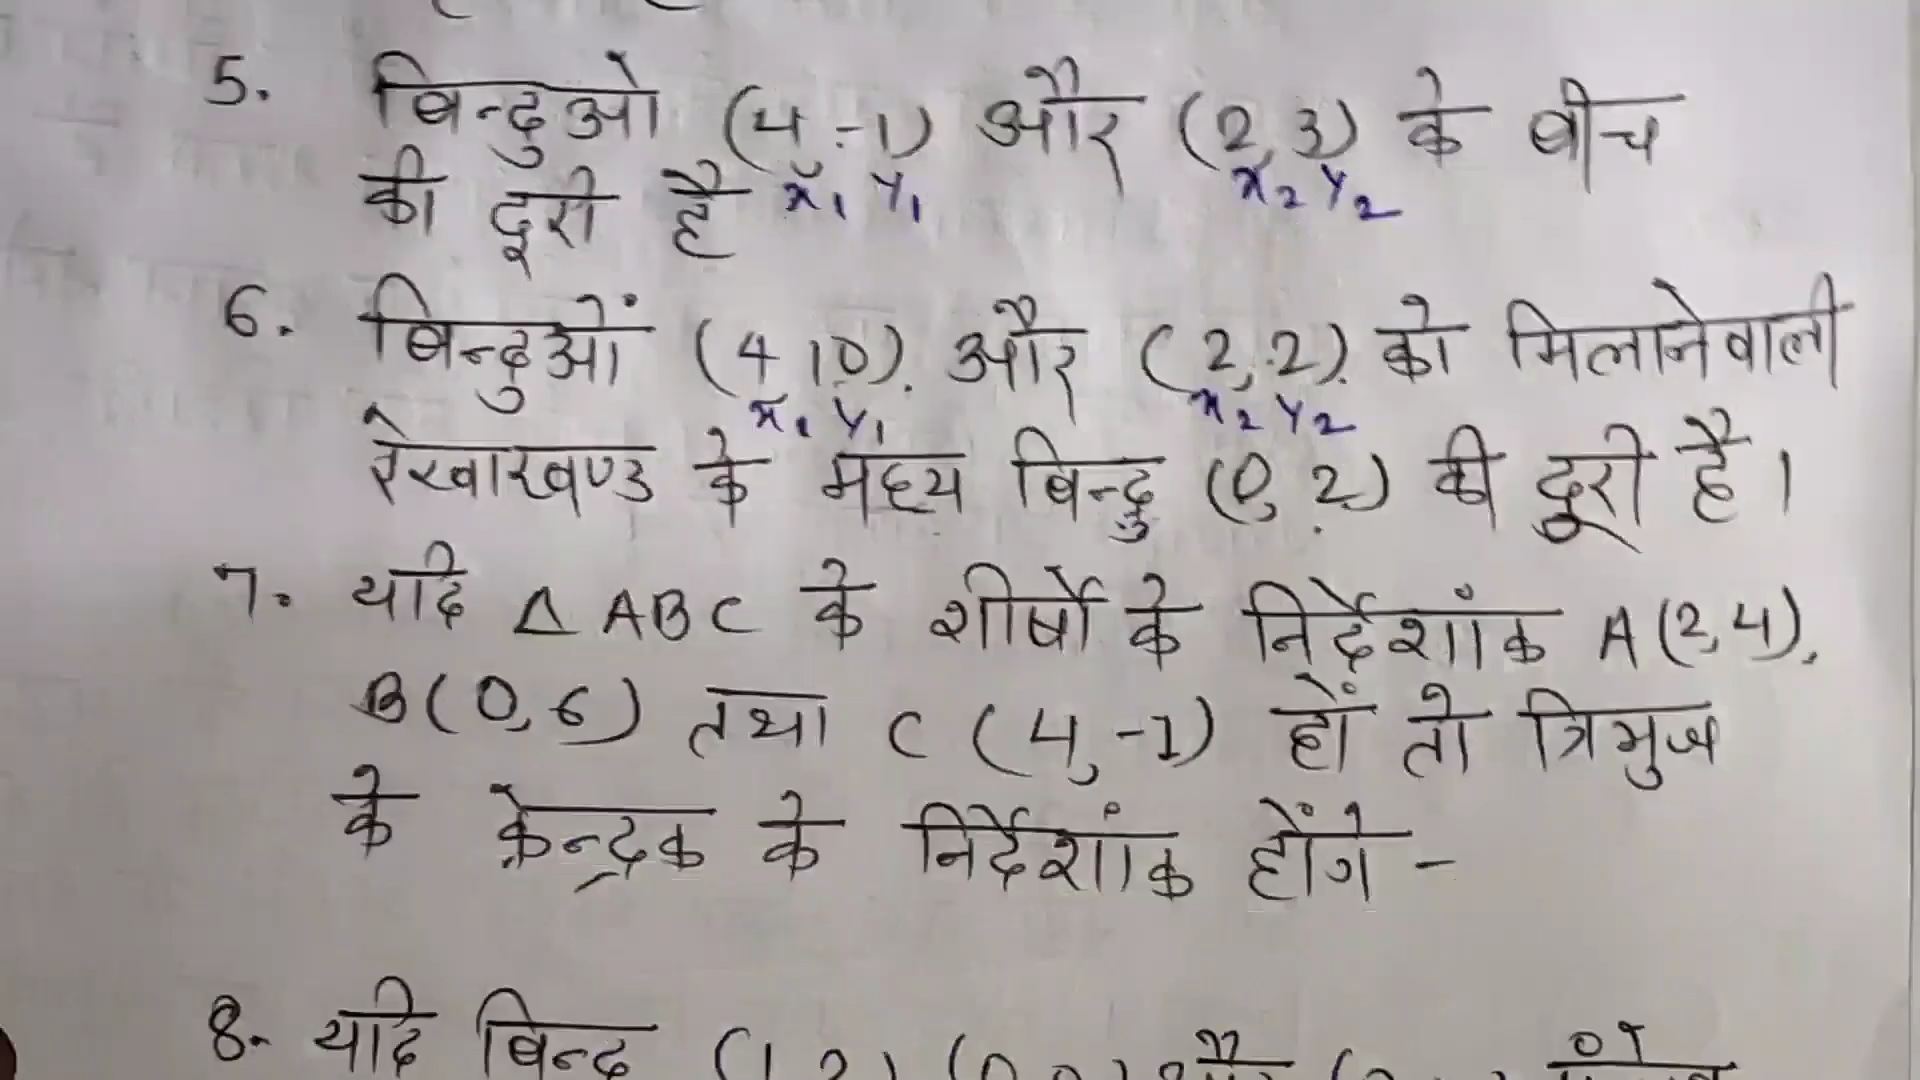 5. बिन्दुओ (4,-1) और (2,3) के बीच
x₁ y₁ x₂ y₂
की दूरी है
6. बिन्दुओं (4,0) और (2,2) को मिलानेवाली
x₁ y₁ x₂ y₂
रेखाखण्ड के मध्य बिन्दु (0,2) की दूरी है।
7. यदि Δ ABC के शीर्षो के निर्देशांक A(2,4),
B(0,6) तथा C (4,-1) हों तो त्रिभुज
के केन्द्रक के निर्देशांक होंगे -
8. यदि बिन्दु